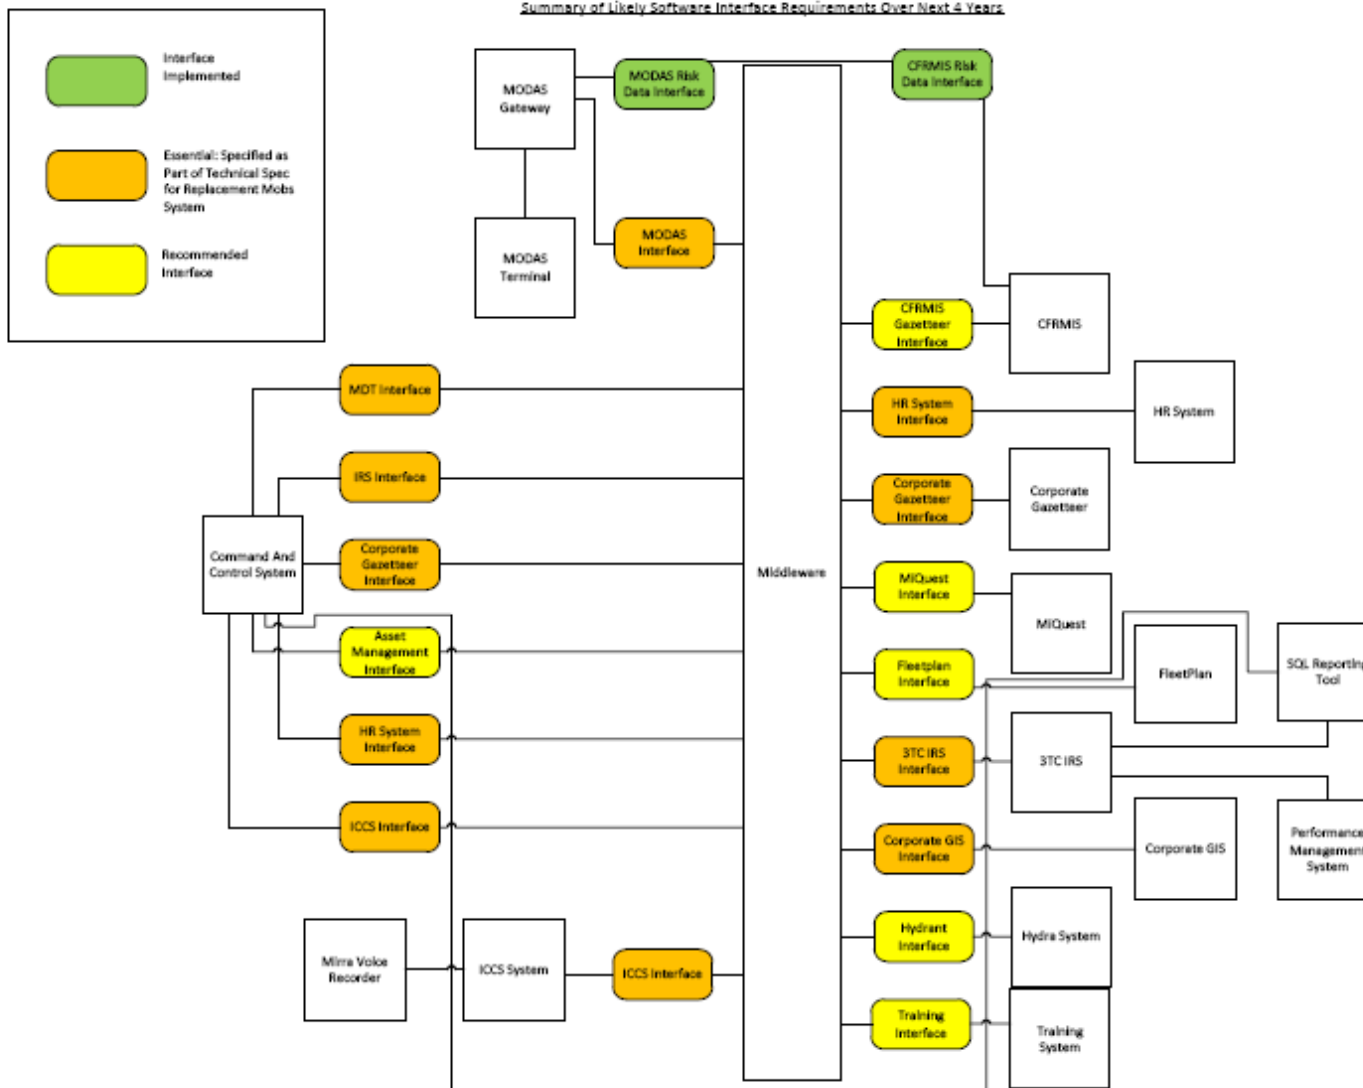 Summary of Likely Software Interface Requirements Over Next 4 Years
Interface
Implemented
Essential: Specified as
Part of Technical Spec
for Replacement Mobs
System
Recommended
Interface
MODAS
Gateway
MODAS Risk
Data Interface
CFRMIS Risk
Data Interface
MODAS
Terminal
MODAS
Interface
CFRMIS
Gazetteer
Interface
CFRMIS
MDT Interface
HR System
Interface
HR System
IRS Interface
Corporate
Gazetteer
Interface
Corporate
Gazetteer
Command And
Control System
Corporate
Gazetteer
Interface
Middleware
MiQuest
Interface
MiQuest
Asset
Management
Interface
Fleetplan
Interface
FleetPlan
SQL Reporting
Tool
HR System
Interface
3TC IRS
Interface
3TC IRS
ICCS Interface
Corporate GIS
Interface
Corporate GIS
Performance
Management
System
Mirra Voice
Recorder
ICCS System
ICCS Interface
Hydrant
Interface
Hydra System
Training
Interface
Training
System